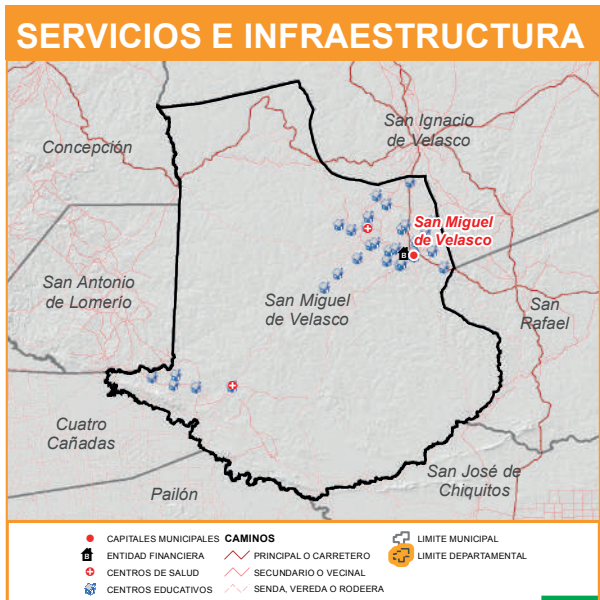 SERVICIOS E INFRAESTRUCTURA
San Ignacio
de Velasco
Concepción
San Miguel
de Velasco
B
San Antonio
de Lomerio
San Miguel
de Velasco
San
Rafael
Cuatro
Cañadas
San José de
Chiquitos
Pailón
CAPITALES MUNICIPALES
B ENTIDAD FINANCIERA
CENTROS DE SALUD
CENTROS EDUCATIVOS
CAMINOS
PRINCIPAL O CARRETERO
SECUNDARIO O VECINAL
SENDA, VEREDA O RODEERA
LIMITE MUNICIPAL
LIMITE DEPARTAMENTAL